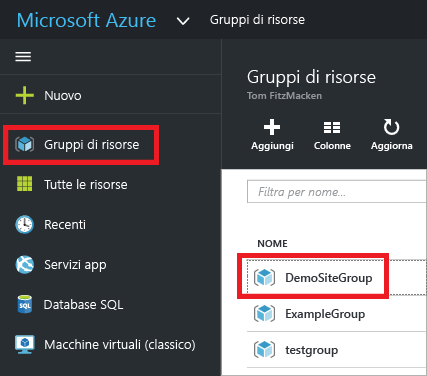 Microsoft Azure Gruppi di risorse
Nuovo
Gruppi di risorse
Tutte le risorse
Recenti
Servizi app
Database SQL
Macchine virtuali (classico)
Gruppi di risorse
Tom FitzMacken
Aggiungi Colonne Aggiorna
Filtra per nome...
NOME
DemoSiteGroup
ExampleGroup
testgroup